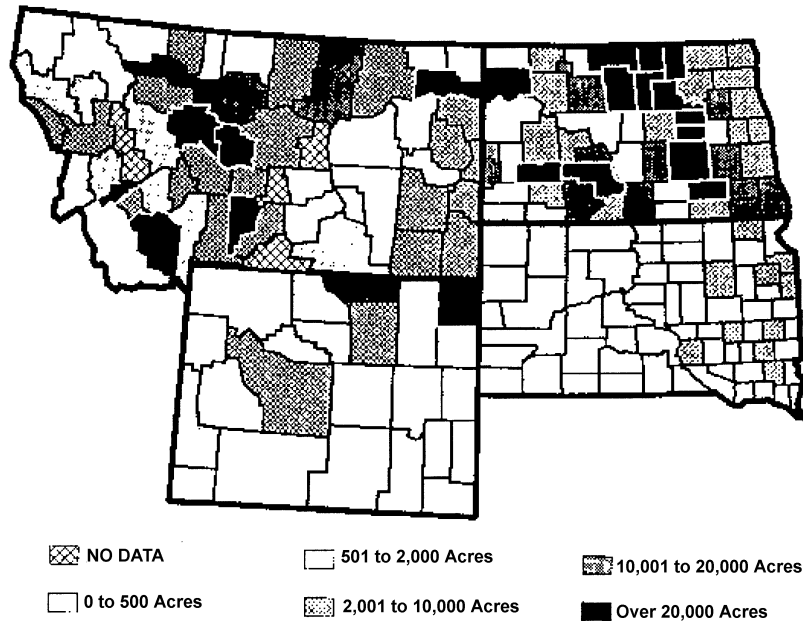 NO DATA
0 to 500 Acres
501 to 2,000 Acres
2,001 to 10,000 Acres
10,001 to 20,000 Acres
Over 20,000 Acres